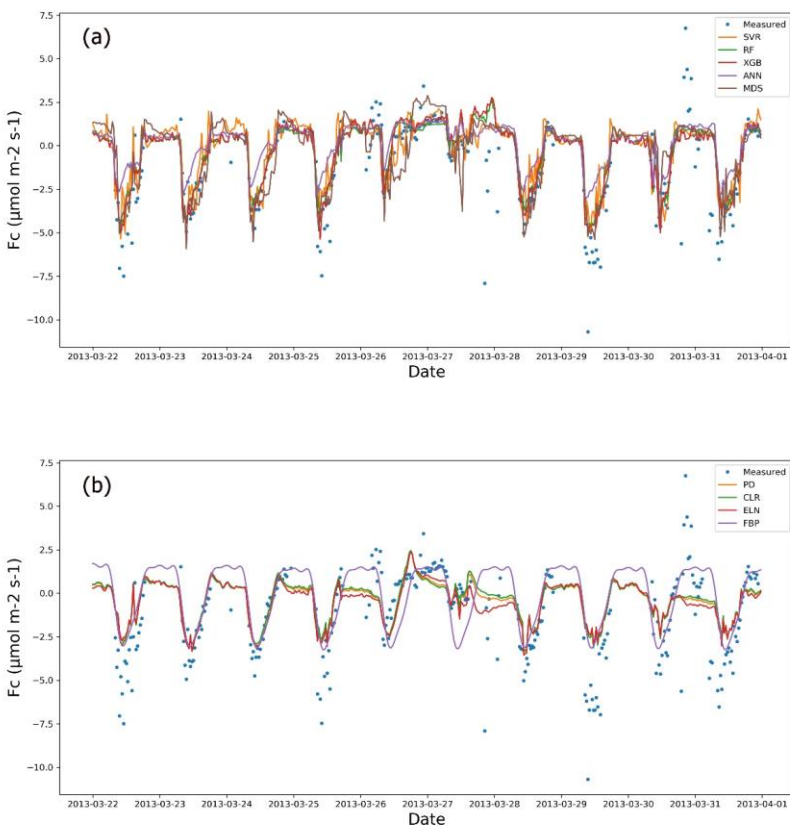 (a)
Measured
SVR
RF
XGB
ANN
MDS
7.5
5.0
2.5
0.0
−2.5
−5.0
−7.5
−10.0
Fc (μmol m-2 s-1)
2013-03-22 2013-03-23 2013-03-24 2013-03-25 2013-03-26 2013-03-27 2013-03-28 2013-03-29 2013-03-30 2013-03-31 2013-04-01
Date
(b)
Measured
PD
CLR
ELN
FBP
7.5
5.0
2.5
0.0
−2.5
−5.0
−7.5
−10.0
Fc (μmol m-2 s-1)
2013-03-22 2013-03-23 2013-03-24 2013-03-25 2013-03-26 2013-03-27 2013-03-28 2013-03-29 2013-03-30 2013-03-31 2013-04-01
Date